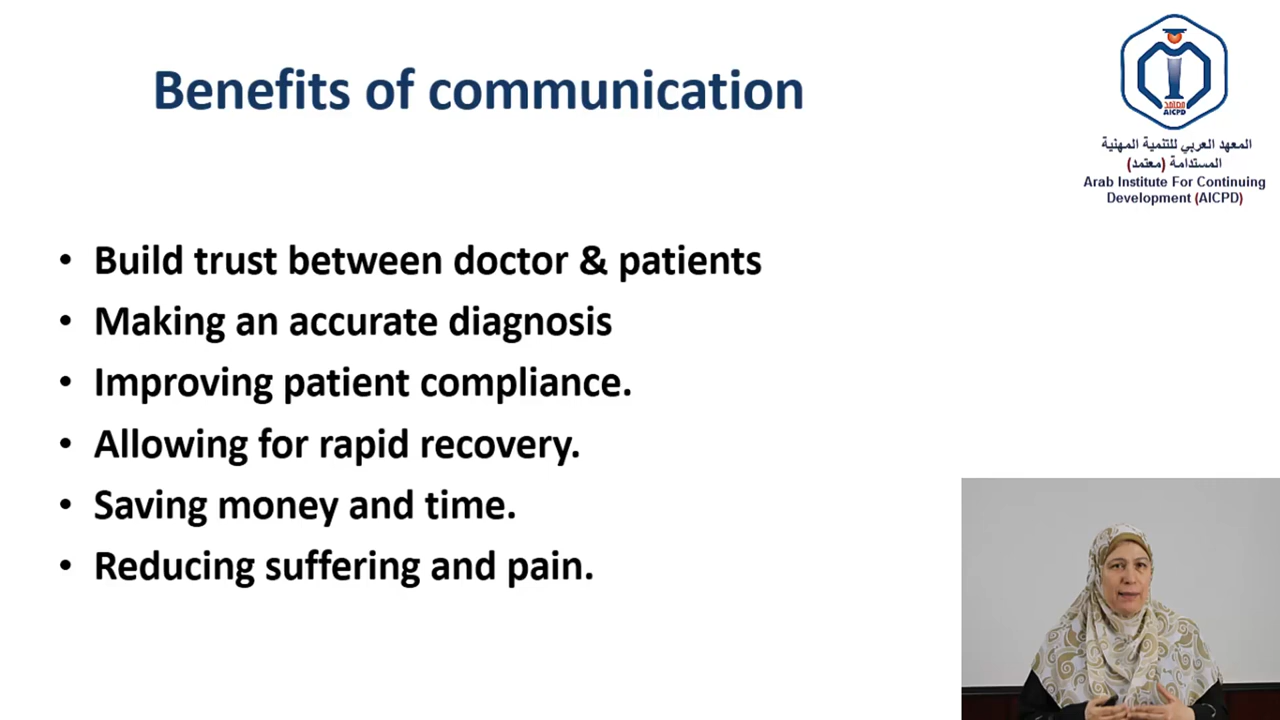 Benefits of communication
معتمد
AICPD
المعهد العربي للتنمية المهنية
المستدامة (معتمد)
Arab Institute For Continuing
Development (AICPD)
• Build trust between doctor & patients
• Making an accurate diagnosis
• Improving patient compliance.
• Allowing for rapid recovery.
• Saving money and time.
• Reducing suffering and pain.